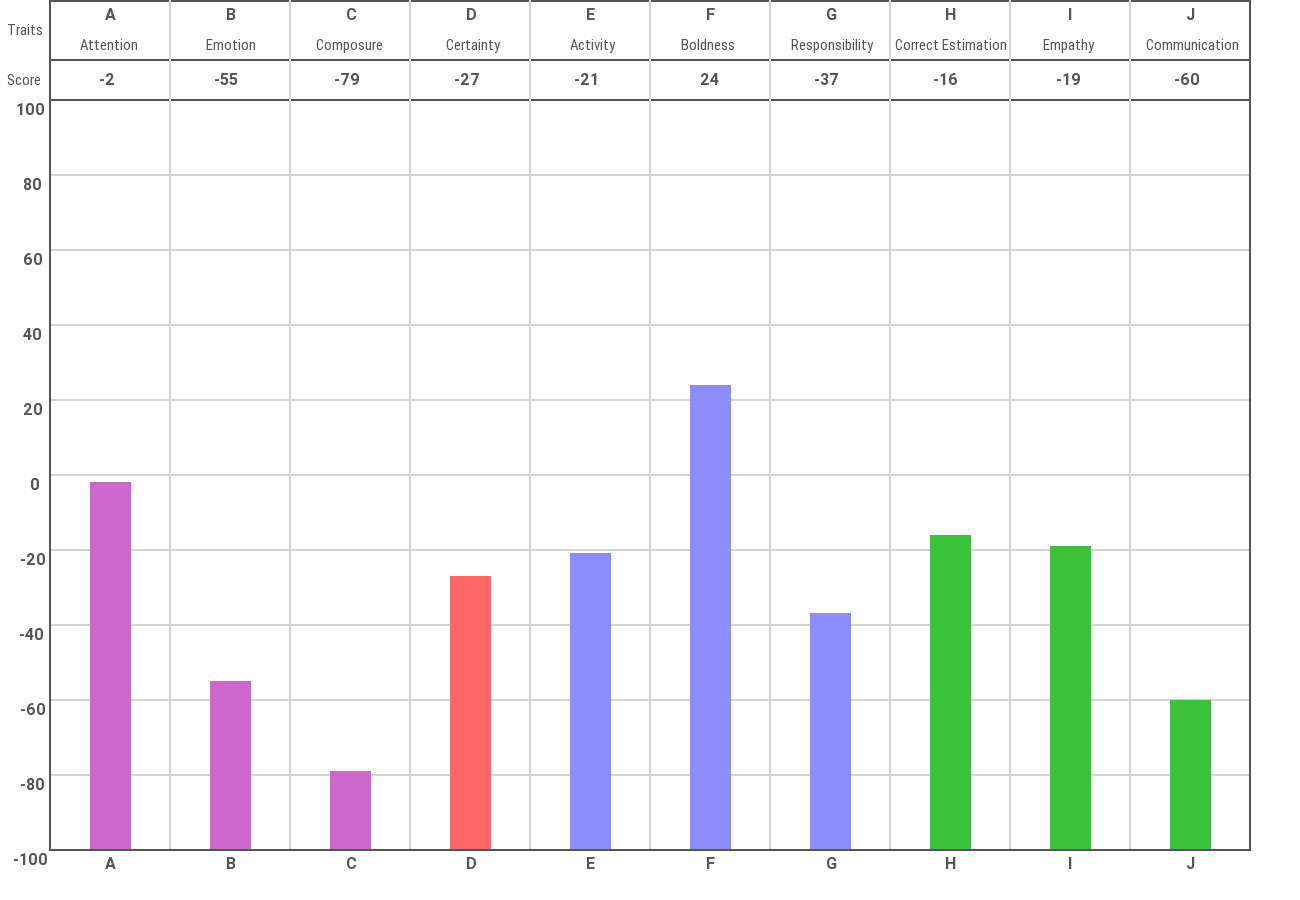 A B C D E F G H I J
Traits
Attention Emotion Composure Certainty Activity Boldness Responsibility Correct Estimation Empathy Communication
Score -2 -55 -79 -27 -21 24 -37 -16 -19 -60
100
80
60
40
20
0
-20
-40
-60
-80
-100
A B C D E F G H I J